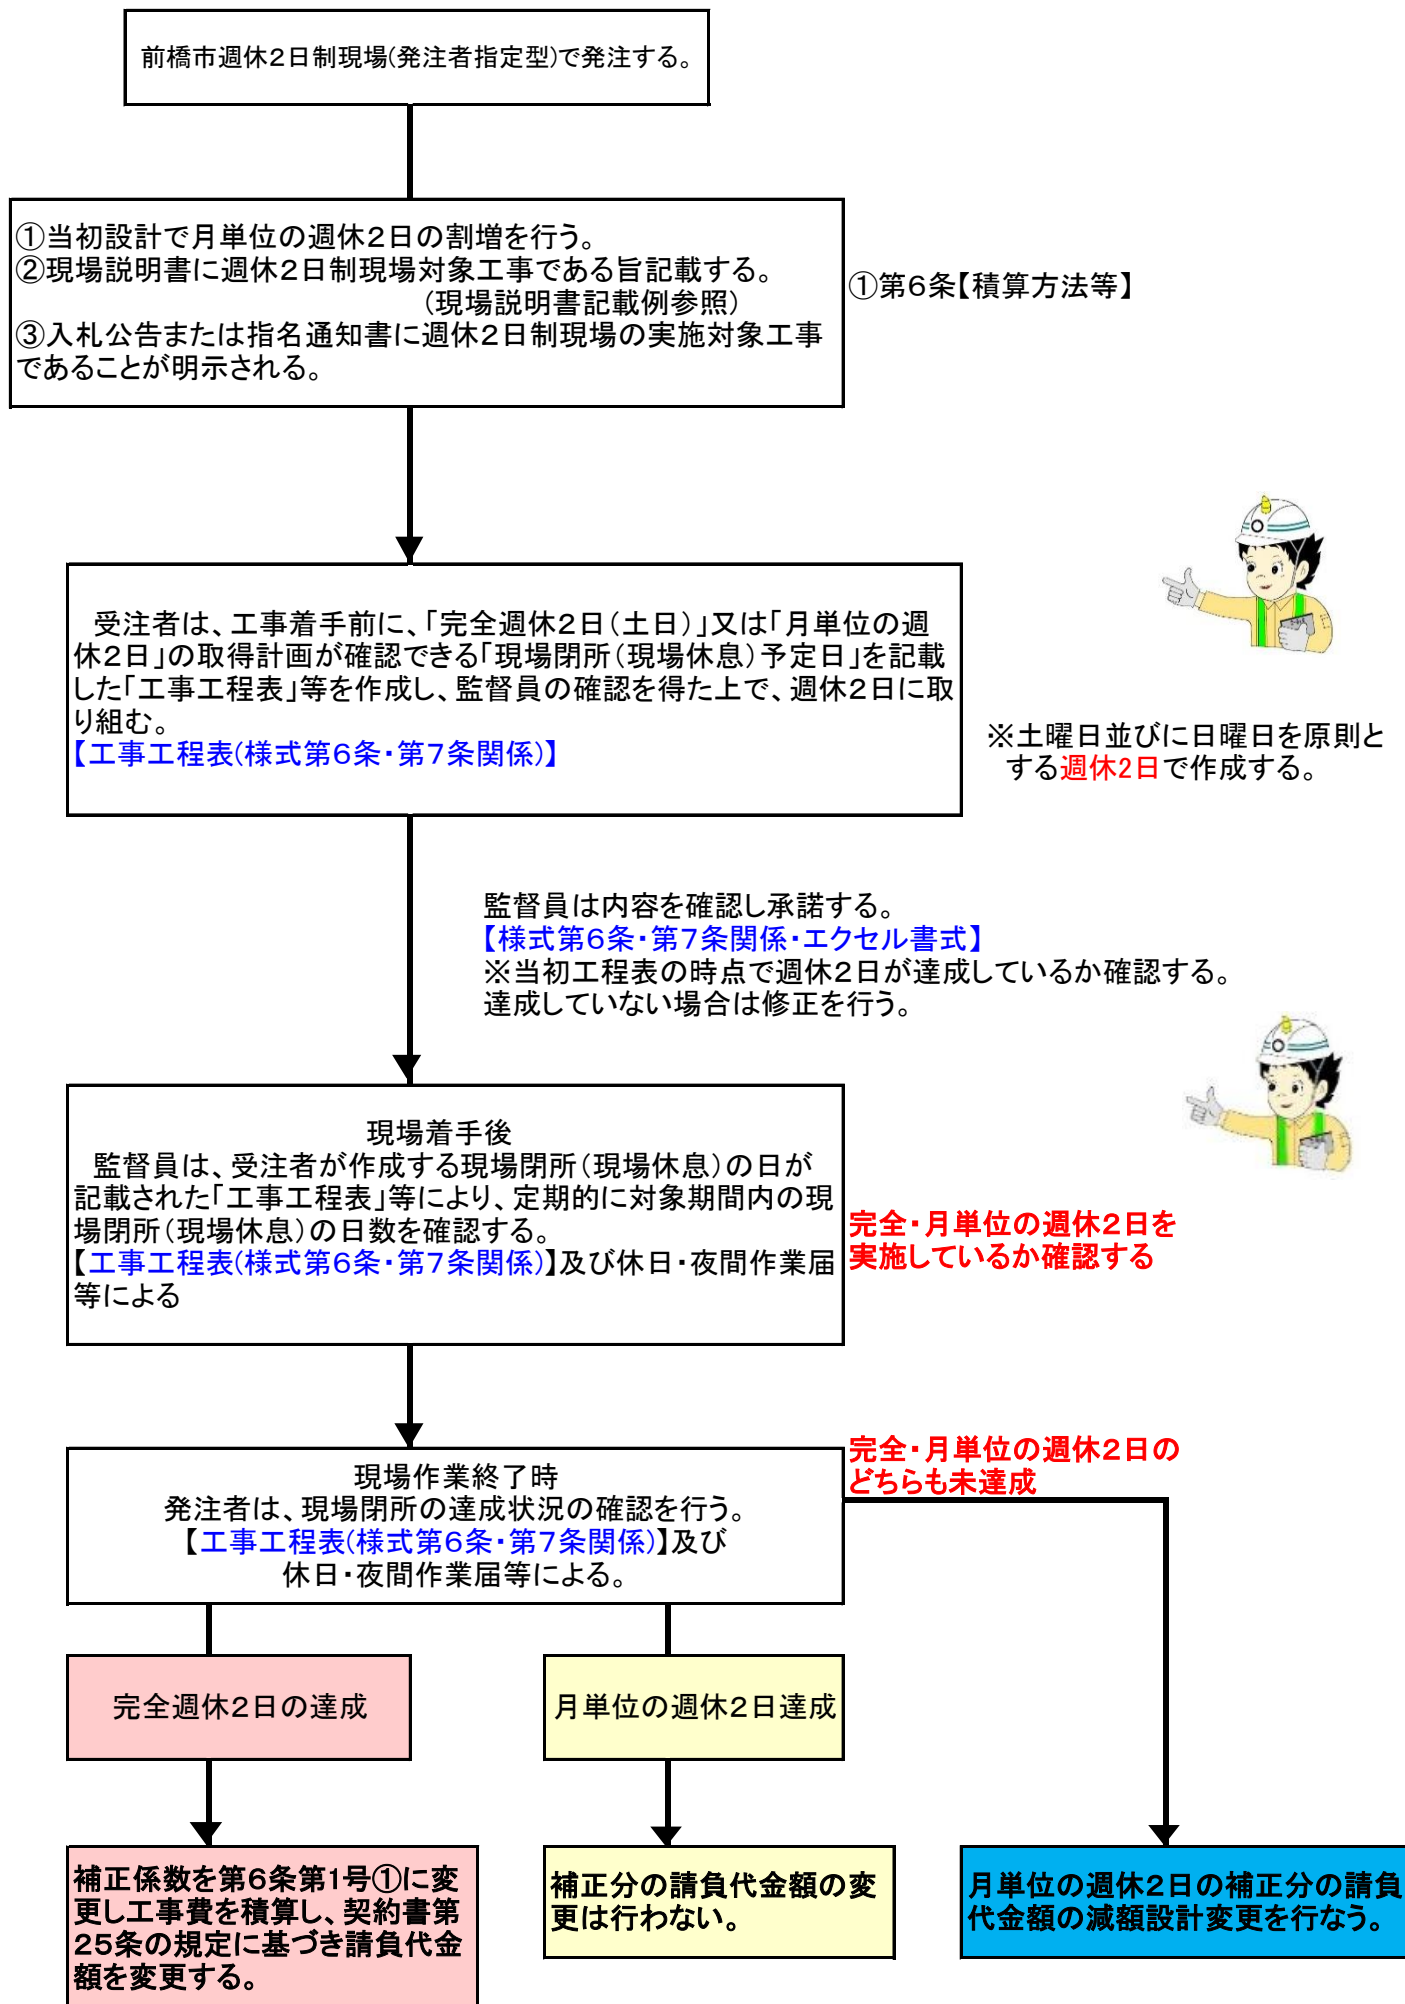 前橋市週休2日制現場(発注者指定型)で発注する。
①当初設計で月単位の週休2日の割増を行う。
②現場説明書に週休2日制現場対象工事である旨記載する。
(現場説明書記載例参照)
③入札公告または指名通知書に週休2日制現場の実施対象工事
であることが明示される。
①第6条【積算方法等】
受注者は、工事着手前に、「完全週休2日(土日)」又は「月単位の週
休2日」の取得計画が確認できる「現場閉所(現場休息)予定日」を記載
した「工事工程表」等を作成し、監督員の確認を得た上で、週休2日に取
り組む。
【工事工程表(様式第6条・第7条関係)】
※土曜日並びに日曜日を原則と
する週休2日で作成する。
監督員は内容を確認し承諾する。
【様式第6条・第7条関係・エクセル書式】
※当初工程表の時点で週休2日が達成しているか確認する。
達成していない場合は修正を行う。
現場着手後
監督員は、受注者が作成する現場閉所(現場休息)の日が
記載された「工事工程表」等により、定期的に対象期間内の現
場閉所(現場休息)の日数を確認する。
【工事工程表(様式第6条・第7条関係)】及び休日・夜間作業届
等による
完全・月単位の週休2日を
実施しているか確認する
現場作業終了時
発注者は、現場閉所の達成状況の確認を行う。
【工事工程表(様式第6条・第7条関係)】及び
休日・夜間作業届等による。
完全・月単位の週休2日の
どちらも未達成
完全週休2日の達成
月単位の週休2日達成
補正係数を第6条第1号①に変
更し工事費を積算し、契約書第
25条の規定に基づき請負代金
額を変更する。
補正分の請負代金額の変
更は行わない。
月単位の週休2日の補正分の請負
代金額の減額設計変更を行なう。